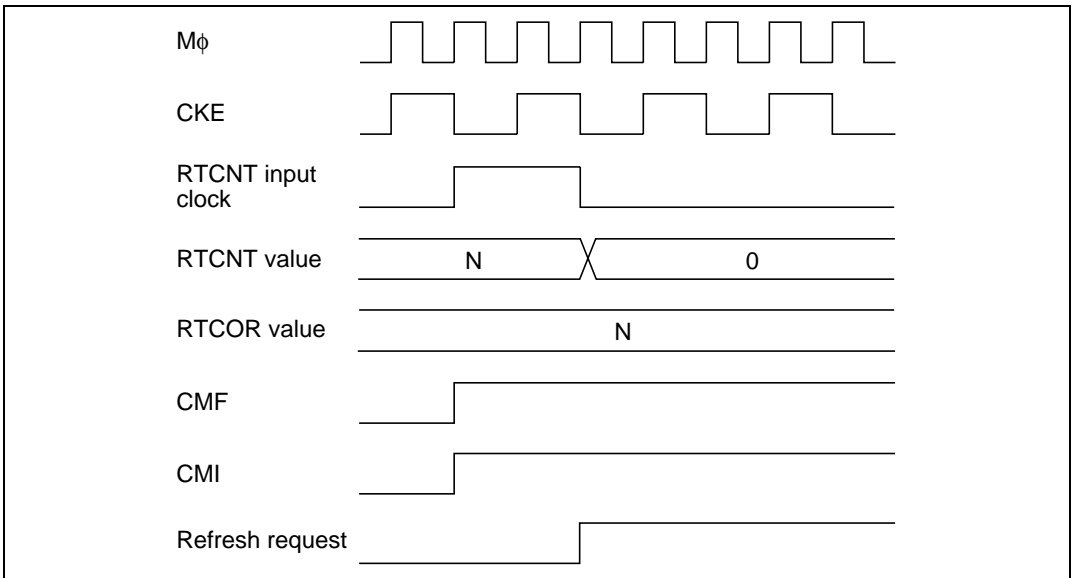 Mϕ
CKE
RTCNT input
clock
RTCNT value
N
0
RTCOR value
N
CMF
CMI
Refresh request